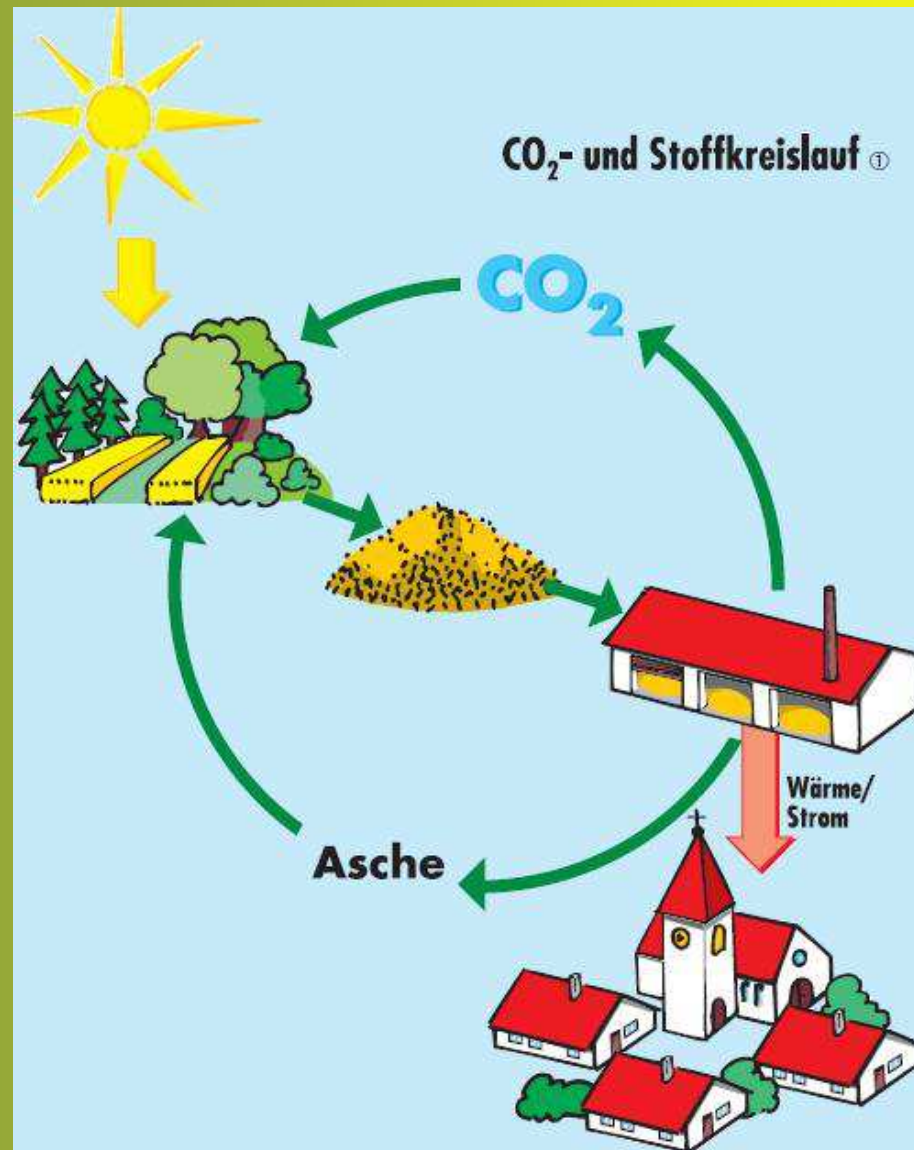 CO₂- und Stoffkreislauf ①
CO₂
Wärme/
Strom
Asche